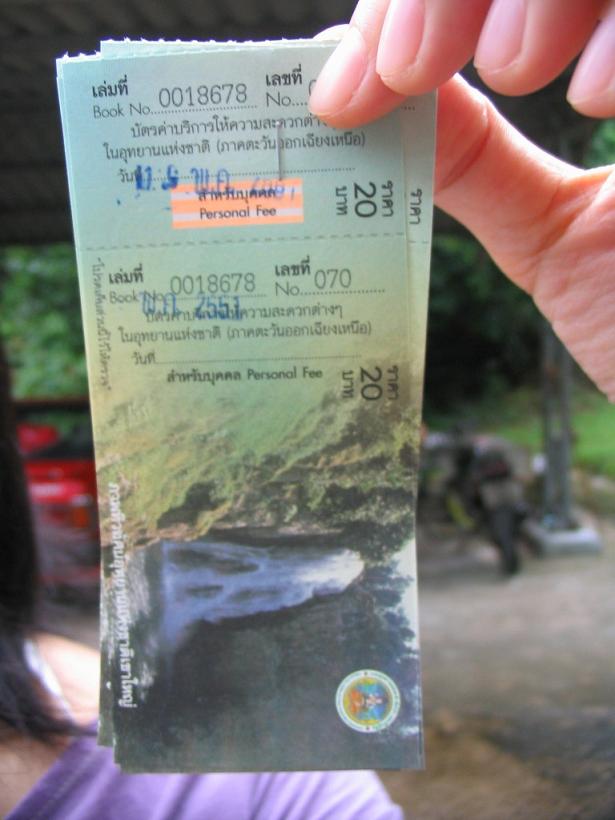 เล่มที่ เลขที่
Book No. 0018678 No.
บัตรค่าบริการให้ความสะดวกต่างๆ
ในอุทยานแห่งชาติ (ภาคตะวันออกเฉียงเหนือ)
วันที่ พ.ค.
สำหรับบุคคล
Personal Fee
ราคา
20
บาท
ราคา
เล่มที่ เลขที่
Book No. 0018678 No. 070
พ.ค. 2551
บัตรค่าบริการให้ความสะดวกต่างๆ
ในอุทยานแห่งชาติ (ภาคตะวันออกเฉียงเหนือ)
วันที่
สำหรับบุคคล Personal Fee
ราคา
20
บาท